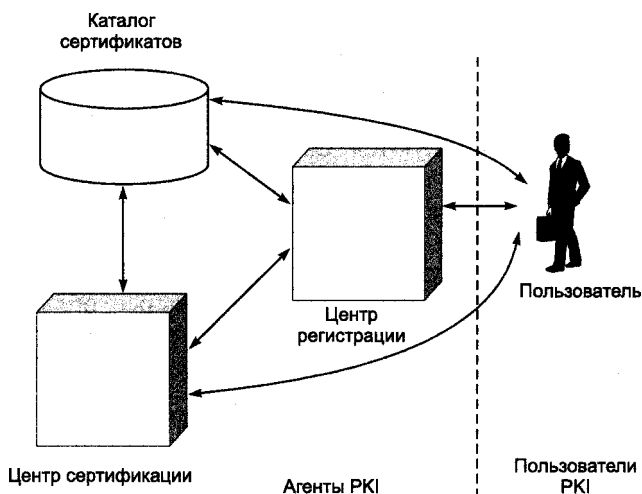 Каталог
сертификатов
Пользователь
Центр
регистрации
Центр сертификации
Агенты PKI
Пользователи
PKI